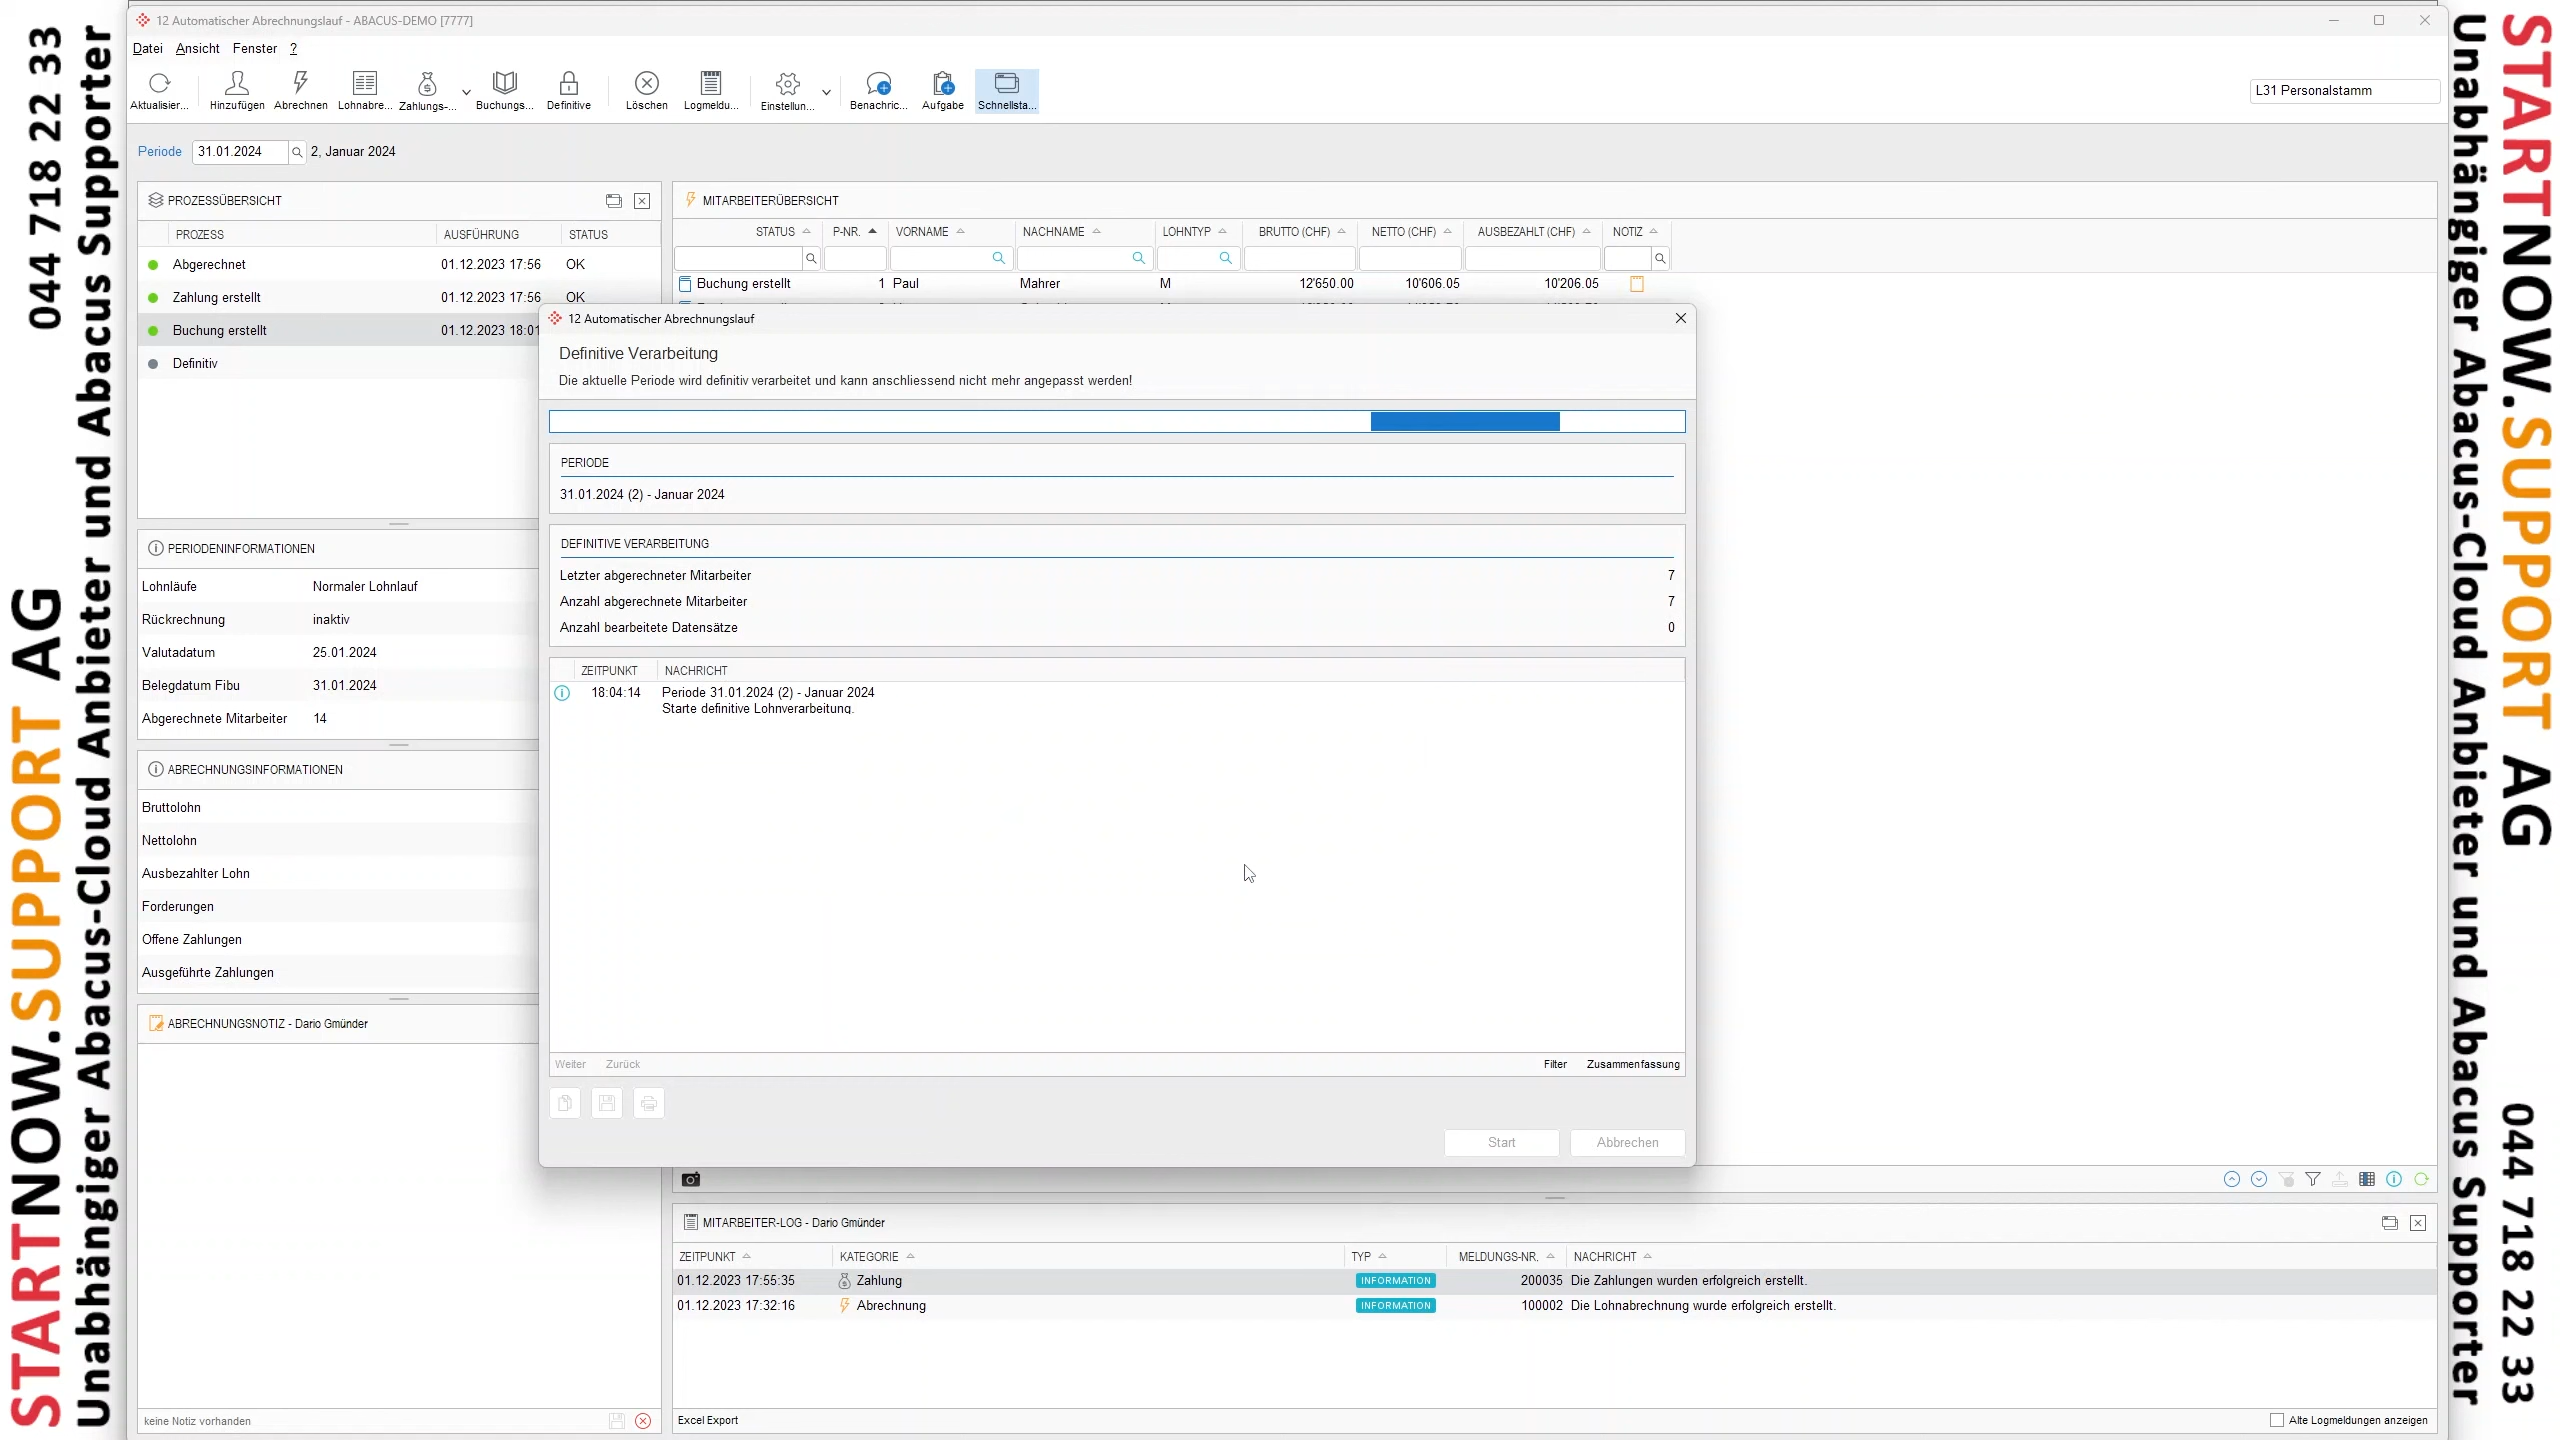 STARTNOW.SUPPORT AG 044 718 22 33
Unabhängiger Abacus-Cloud Anbieter und Abacus Supporter
12 Automatischer Abrechnungslauf - ABACUS-DEMO [7777]
Datei Ansicht Fenster ?
Aktualisier... Hinzufügen Abrechnen Lohnabre... Zahlungs-... Buchungs... Definitive Löschen Logmeldu... Einstellun... Benachric... Aufgabe Schnellsta... L31 Personalstamm
Periode 31.01.2024 2, Januar 2024
PROZESSÜBERSICHT
PROZESS AUSFÜHRUNG STATUS
Abgerechnet 01.12.2023 17:56 OK
Zahlung erstellt 01.12.2023 17:56 OK
Buchung erstellt 01.12.2023 18:01
Definitiv
PERIODENINFORMATIONEN
Lohnläufe Normaler Lohnlauf
Rückrechnung inaktiv
Valutadatum 25.01.2024
Belegdatum Fibu 31.01.2024
Abgerechnete Mitarbeiter 14
ABRECHNUNGSINFORMATIONEN
Bruttolohn
Nettolohn
Ausbezahlter Lohn
Forderungen
Offene Zahlungen
Ausgeführte Zahlungen
ABRECHNUNGSNOTIZ - Dario Gmünder
keine Notiz vorhanden
MITARBEITERÜBERSICHT
STATUS P-NR. VORNAME NACHNAME LOHNTYP BRUTTO (CHF) NETTO (CHF) AUSBEZAHLT (CHF) NOTIZ
Buchung erstellt 1 Paul Mahrer M 12'650.00 10'606.05 10'206.05
12 Automatischer Abrechnungslauf
Definitive Verarbeitung
Die aktuelle Periode wird definitiv verarbeitet und kann anschliessend nicht mehr angepasst werden!
PERIODE
31.01.2024 (2) - Januar 2024
DEFINITIVE VERARBEITUNG
Letzter abgerechneter Mitarbeiter 7
Anzahl abgerechnete Mitarbeiter 7
Anzahl bearbeitete Datensätze 0
ZEITPUNKT NACHRICHT
18:04:14 Periode 31.01.2024 (2) - Januar 2024
Starte definitive Lohnverarbeitung.
Weiter Zurück Filter Zusammenfassung
Start Abbrechen
MITARBEITER-LOG - Dario Gmünder
ZEITPUNKT KATEGORIE TYP MELDUNGS-NR. NACHRICHT
01.12.2023 17:55:35 Zahlung INFORMATION 200035 Die Zahlungen wurden erfolgreich erstellt.
01.12.2023 17:32:16 Abrechnung INFORMATION 100002 Die Lohnabrechnung wurde erfolgreich erstellt.
Excel Export Alte Logmeldungen anzeigen
STARTNOW.SUPPORT AG 044 718 22 33
Unabhängiger Abacus-Cloud Anbieter und Abacus Supporter